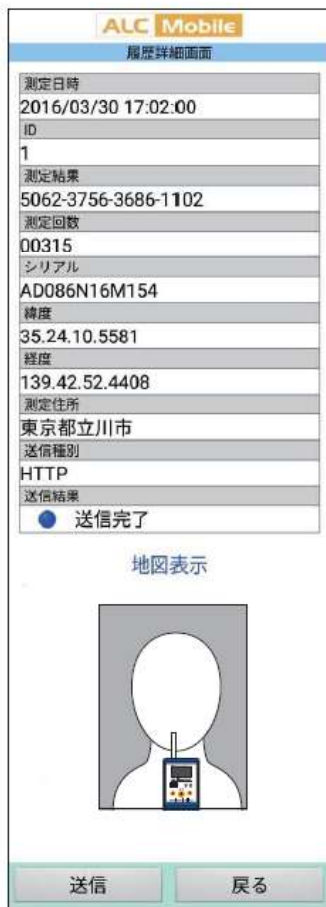 ALC Mobile
履歴詳細画面
測定日時
2016/03/30 17:02:00
ID
1
測定結果
5062-3756-3686-1102
測定回数
00315
シリアル
AD086N16M154
緯度
35.24.10.5581
経度
139.42.52.4408
測定住所
東京都立川市
送信種別
HTTP
送信結果
送信完了
地図表示
送信 戻る